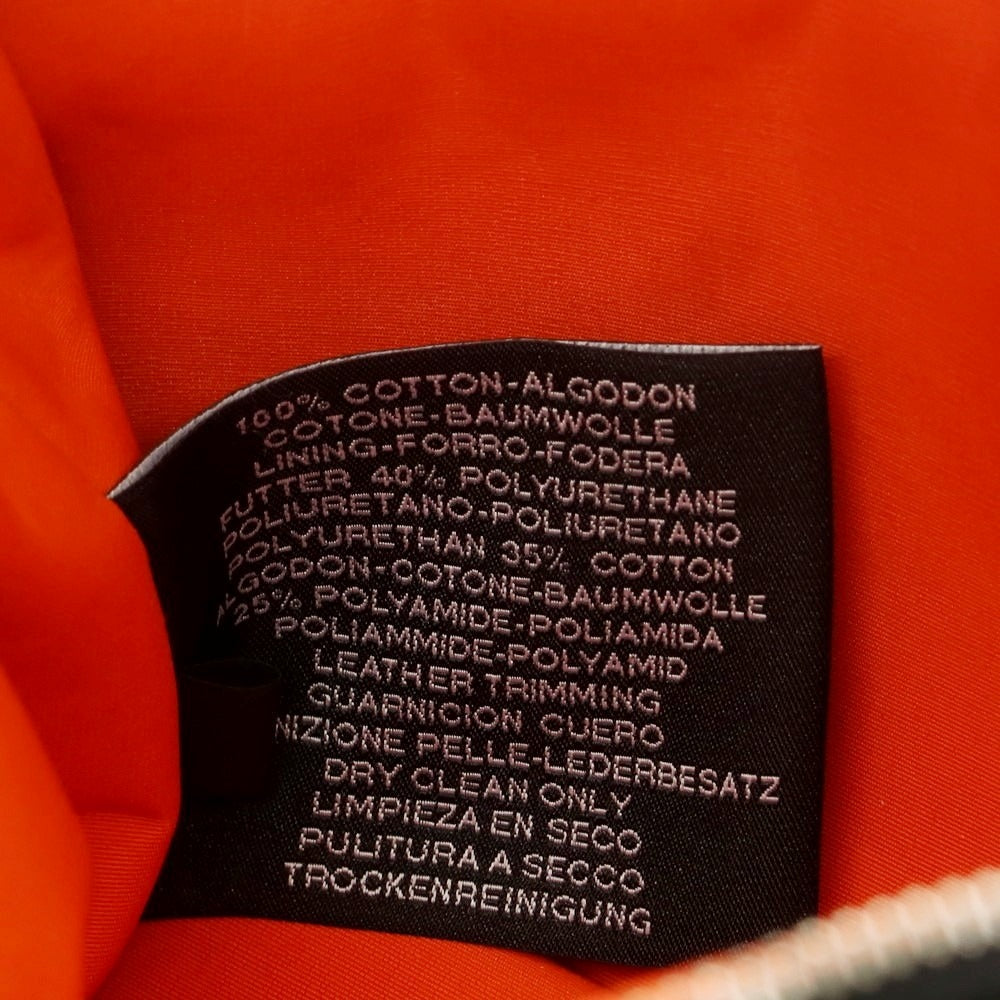 100% COTTON-ALGODON
COTONE-BAUMWOLLE
LINING-FORRO-FODERA
FUTTER 40% POLYURETHANE
POLIURETANO-POLIURETANO
POLYURETHAN 35% COTTON
ALGODON-COTONE-BAUMWOLLE
25% POLYAMIDE-POLIAMIDA
POLIAMMIDE-POLYAMID
LEATHER TRIMMING
GUARNICION CUERO
NIZIONE PELLE-LEDERBESATZ
DRY CLEAN ONLY
LIMPIEZA EN SECO
PULITURA A SECCO
TROCKENREINIGUNG